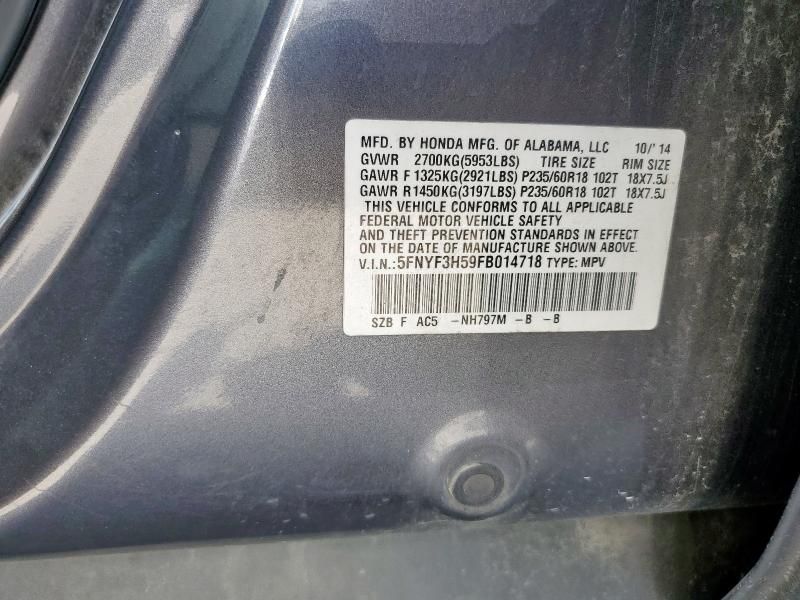 MFD. BY HONDA MFG. OF ALABAMA, LLC 10/'14
GVWR 2700KG(5953LBS) TIRE SIZE RIM SIZE
GAWR F 1325KG(2921LBS) P235/60R18 102T 18X7.5J
GAWR R1450KG(3197LBS) P235/60R18 102T 18X7.5J
THIS VEHICLE CONFORMS TO ALL APPLICABLE
FEDERAL MOTOR VEHICLE SAFETY
AND THEFT PREVENTION STANDARDS IN EFFECT
ON THE DATE OF MANUFACTURE SHOWN ABOVE.
V.I.N.:5FNYF3H59FB014718 TYPE: MPV
SZB F AC5 -NH797M -B -B